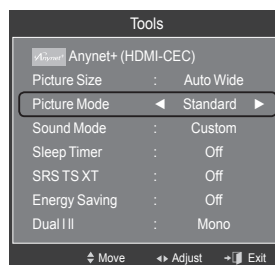 Tools
Anynet+ Anynet+ (HDMI-CEC)
Picture Size : Auto Wide
Picture Mode ◄ Standard ►
Sound Mode : Custom
Sleep Timer : Off
SRS TS XT : Off
Energy Saving : Off
Dual I II : Mono
Move Adjust Exit